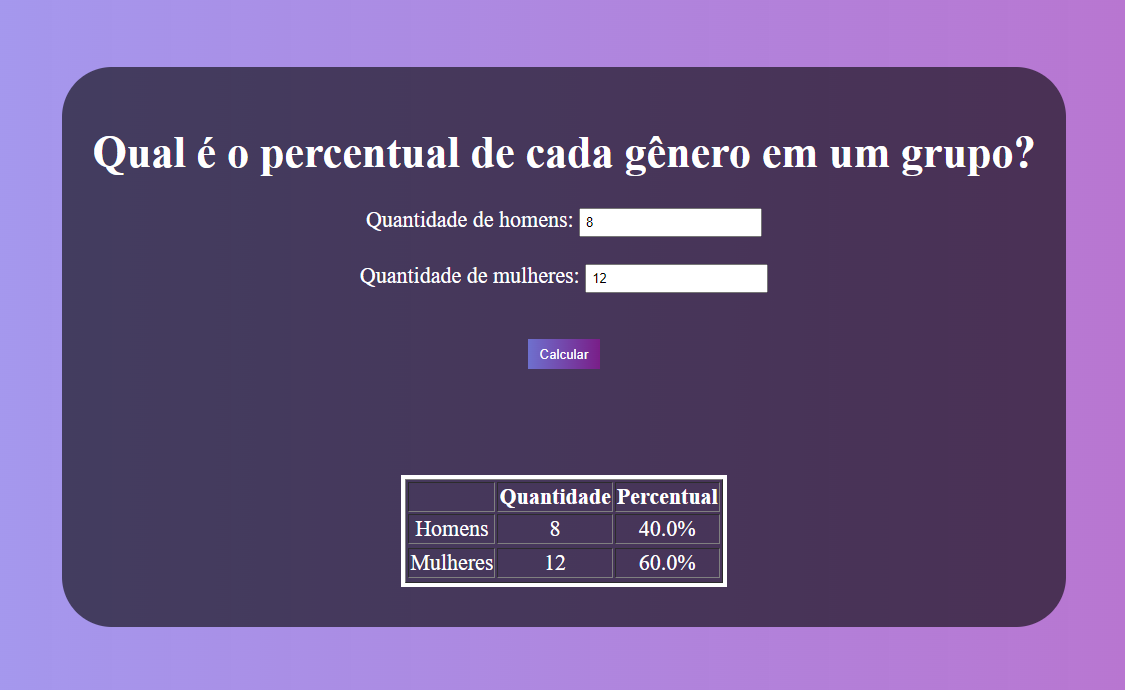 Qual é o percentual de cada gênero em um grupo?
Quantidade de homens: 8
Quantidade de mulheres: 12
Calcular
Quantidade Percentual
Homens 8 40.0%
Mulheres 12 60.0%